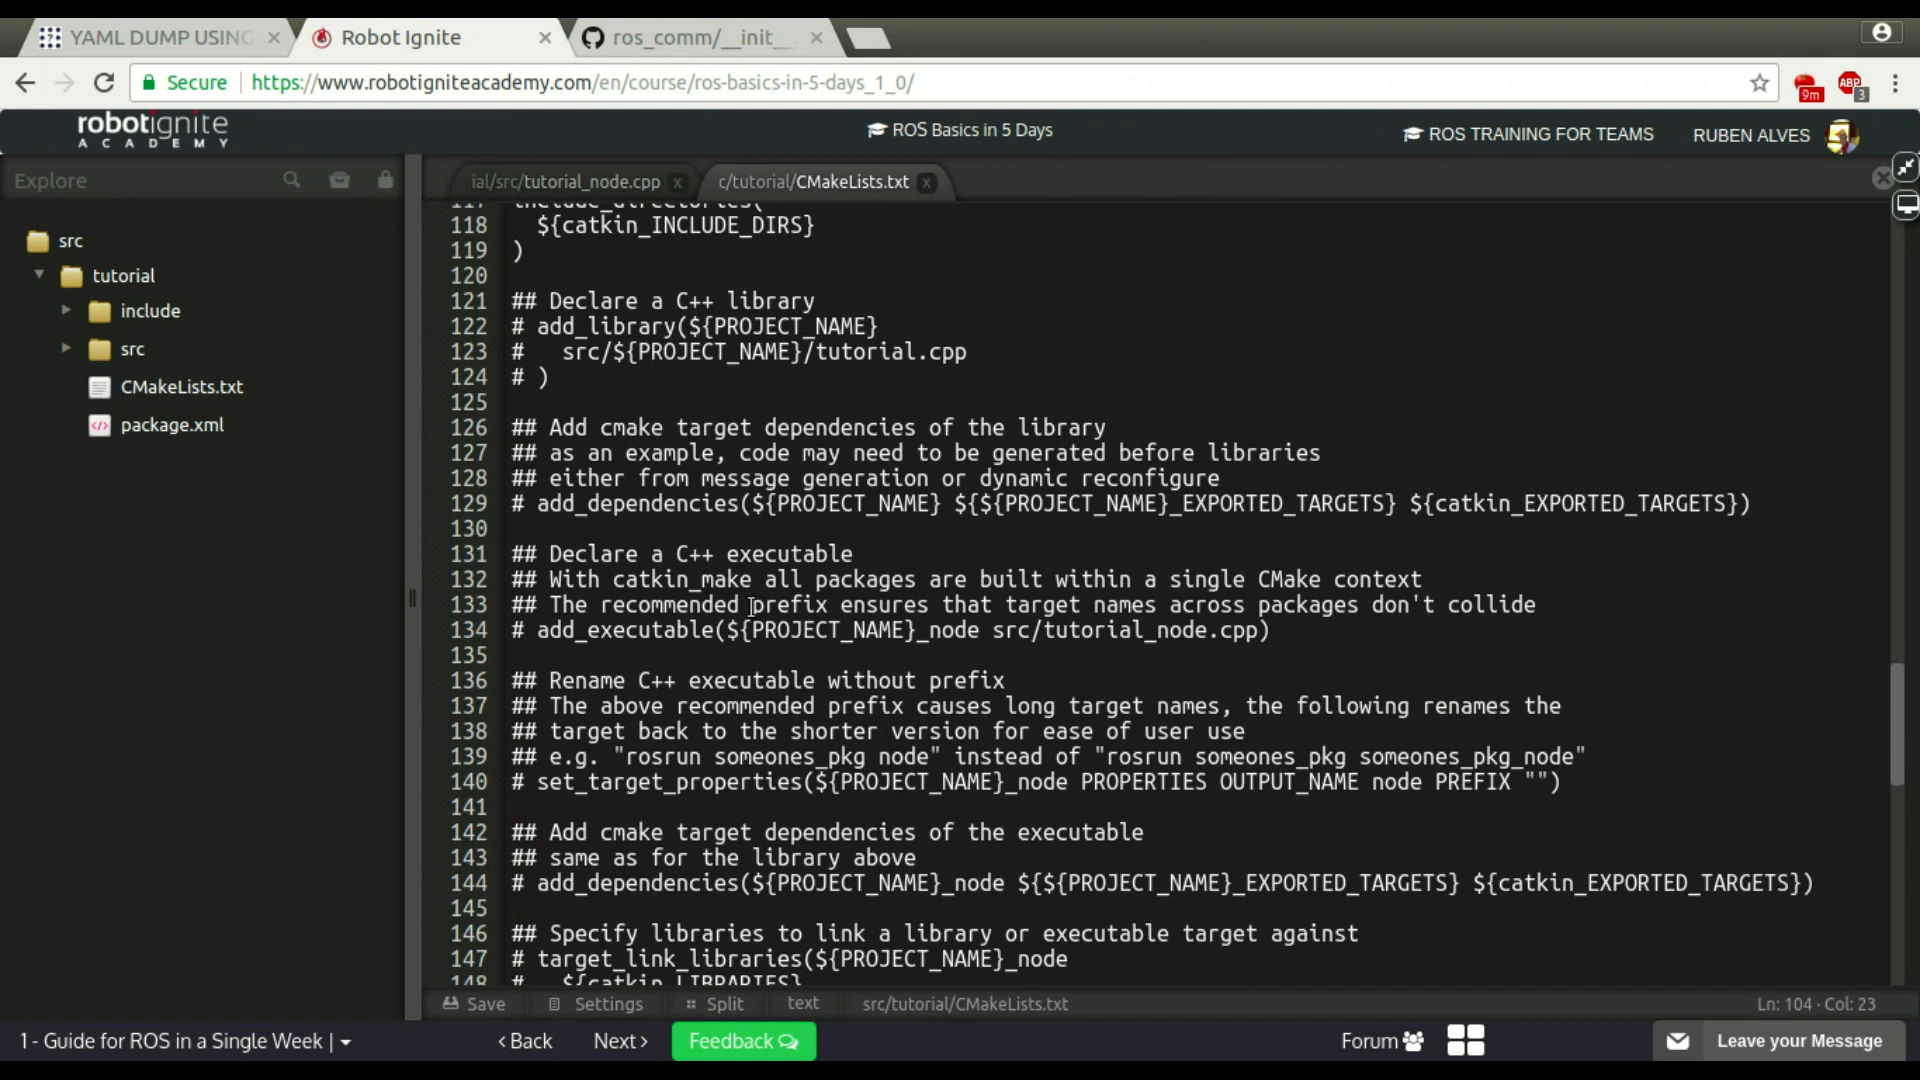 YAML DUMP USING
Robot Ignite
ros_comm/__init__
Secure
https://www.robotigniteacademy.com/en/course/ros-basics-in-5-days_1_0/
9m
ABP
3
robotignite
ACADEMY
ROS Basics in 5 Days
ROS TRAINING FOR TEAMS
RUBEN ALVES
Explore
ial/src/tutorial_node.cpp
c/tutorial/CMakeLists.txt
src
tutorial
include
src
CMakeLists.txt
package.xml
117 include_directories(
118   ${catkin_INCLUDE_DIRS}
119 )
120
121 ## Declare a C++ library
122 # add_library(${PROJECT_NAME}
123 #   src/${PROJECT_NAME}/tutorial.cpp
124 # )
125
126 ## Add cmake target dependencies of the library
127 ## as an example, code may need to be generated before libraries
128 ## either from message generation or dynamic reconfigure
129 # add_dependencies(${PROJECT_NAME} ${${PROJECT_NAME}_EXPORTED_TARGETS} ${catkin_EXPORTED_TARGETS})
130
131 ## Declare a C++ executable
132 ## With catkin_make all packages are built within a single CMake context
133 ## The recommended prefix ensures that target names across packages don't collide
134 # add_executable(${PROJECT_NAME}_node src/tutorial_node.cpp)
135
136 ## Rename C++ executable without prefix
137 ## The above recommended prefix causes long target names, the following renames the
138 ## target back to the shorter version for ease of user use
139 ## e.g. "rosrun someones_pkg node" instead of "rosrun someones_pkg someones_pkg_node"
140 # set_target_properties(${PROJECT_NAME}_node PROPERTIES OUTPUT_NAME node PREFIX "")
141
142 ## Add cmake target dependencies of the executable
143 ## same as for the library above
144 # add_dependencies(${PROJECT_NAME}_node ${${PROJECT_NAME}_EXPORTED_TARGETS} ${catkin_EXPORTED_TARGETS})
145
146 ## Specify libraries to link a library or executable target against
147 # target_link_libraries(${PROJECT_NAME}_node
148 #   ${catkin_LIBRARIES}
Save
Settings
Split
text
src/tutorial/CMakeLists.txt
Ln: 104 · Col: 23
1 - Guide for ROS in a Single Week |
‹ Back
Next ›
Feedback
Forum
Leave your Message